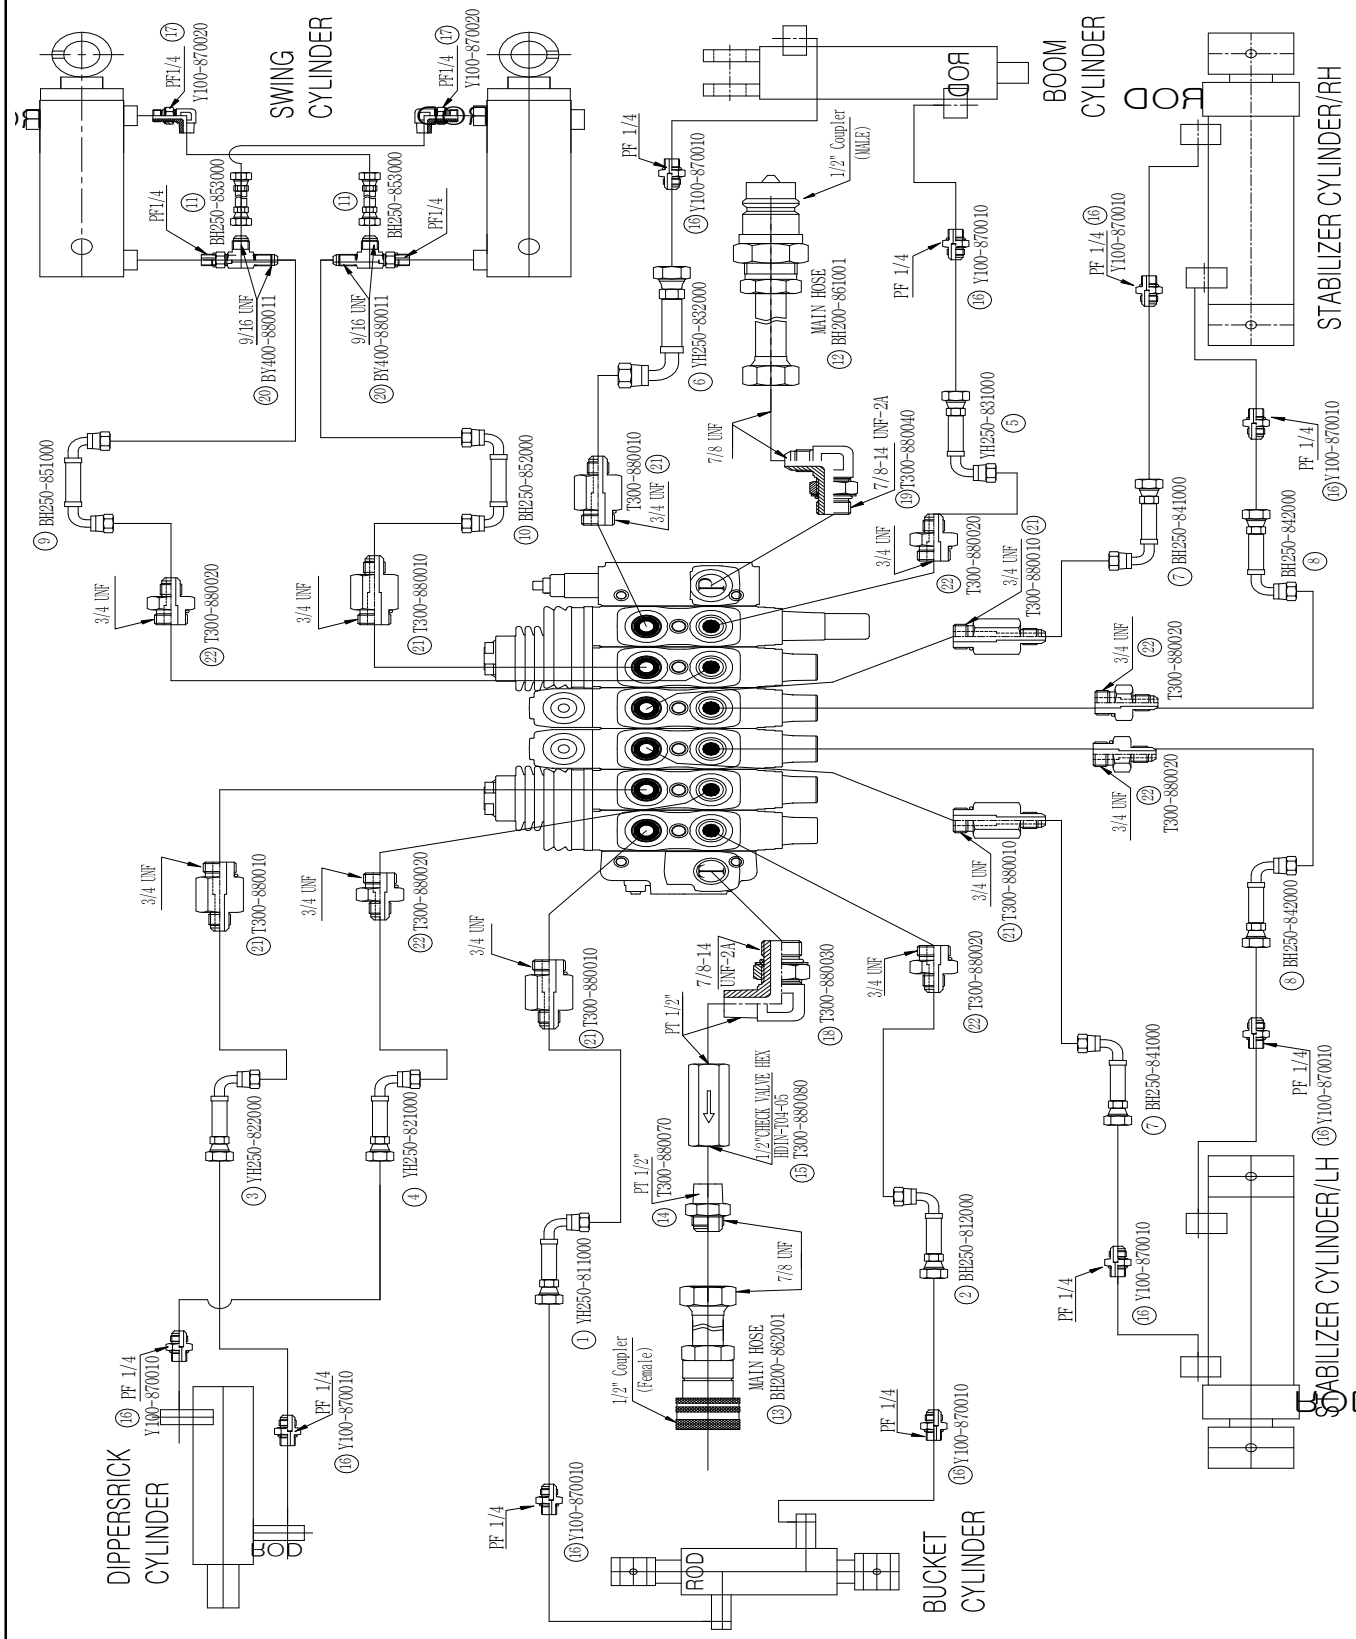 SWING
CYLINDER
PF1/4 17
Y100-870020
PF1/4 17
Y100-870020
PF1/4
11
BH250-853000
11
BH250-853000
PF1/4
9/16 UNF
20 BY400-880011
9/16 UNF
20 BY400-880011
9 BH250-851000
10 BH250-852000
3/4 UNF
22 T300-880020
3/4 UNF
21 T300-880010
BOOM
CYLINDER
ROD
PF 1/4
16 Y100-870010
6 YH250-832000
T300-880010
3/4 UNF 21
1/2" Coupler
(MALE)
MAIN HOSE
12 BH200-861001
7/8 UNF
7/8-14 UNF-2A
19 T300-880040
PF 1/4
16 Y100-870010
YH250-831000
5
3/4 UNF
22 T300-880020
STABILIZER CYLINDER/RH
ROD
PF 1/4 16
Y100-870010
7 BH250-841000
3/4 UNF
T300-880010 21
PF 1/4
16 Y100-870010
BH250-842000
8
3/4 UNF
22
T300-880020
3/4 UNF
22
T300-880020
3/4 UNF
21 T300-880010
8 BH250-842000
PF 1/4
16 Y100-870010
7 BH250-841000
PF 1/4
16 Y100-870010
STABILIZER CYLINDER/LH
ROD
3/4 UNF
21 T300-880010
3/4 UNF
22 T300-880020
3 YH250-822000
4 YH250-821000
PF 1/4
16 Y100-870010
PF 1/4
16 Y100-870010
DIPPERSRICK
CYLINDER
ROD
3/4 UNF
21 T300-880010
1 YH250-811000
PF 1/4
16 Y100-870010
7/8-14
UNF-2A
18 T300-880030
PT 1/2"
1/2"CHECK VALVE HEX
HDIN-T04-05
15 T300-880080
PT 1/2"
T300-880070
14
7/8 UNF
MAIN HOSE
13 BH200-862001
1/2" Coupler
(Female)
3/4 UNF
22 T300-880020
2 BH250-812000
PF 1/4
16 Y100-870010
BUCKET
CYLINDER
ROD